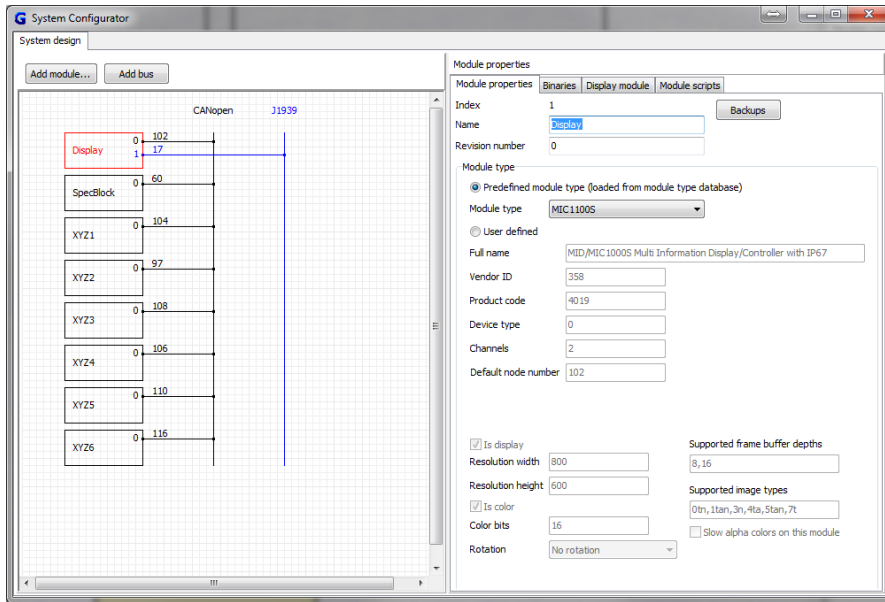 G System Configurator
System design
Add module... Add bus
CANopen J1939
Display 0 102
1 17
SpecBlock 0 60
XYZ1 0 104
XYZ2 0 97
XYZ3 0 108
XYZ4 0 106
XYZ5 0 110
XYZ6 0 116
Module properties
Module properties Binaries Display module Module scripts
Index 1 Backups
Name Display
Revision number 0
Module type
Predefined module type (loaded from module type database)
Module type MIC1100S
User defined
Full name MID/MIC1000S Multi Information Display/Controller with IP67
Vendor ID 358
Product code 4019
Device type 0
Channels 2
Default node number 102
Is display Supported frame buffer depths
Resolution width 800 8,16
Resolution height 600 Supported image types
Is color 0tn,1tan,3n,4ta,5tan,7t
Color bits 16 Slow alpha colors on this module
Rotation No rotation